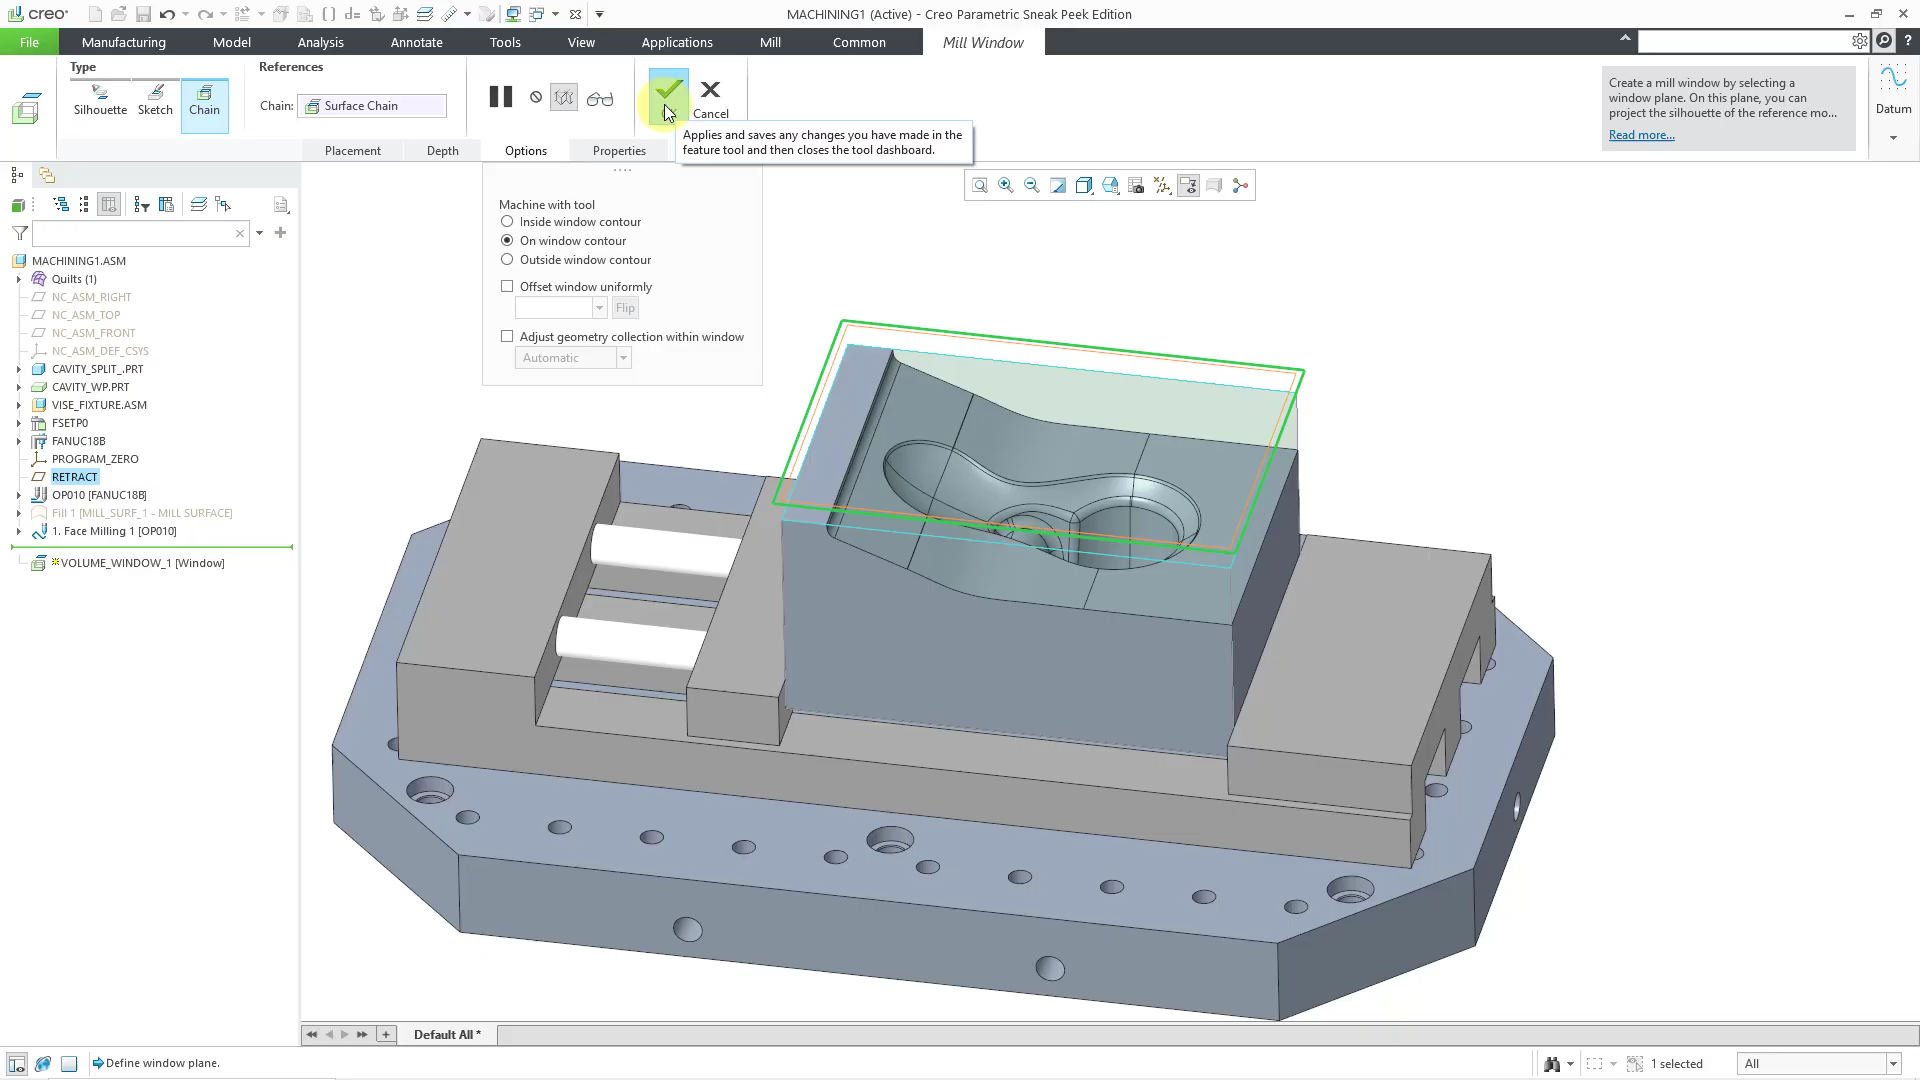 creo
MACHINING1 (Active) - Creo Parametric Sneak Peek Edition
File
Manufacturing
Model
Analysis
Annotate
Tools
View
Applications
Mill
Common
Mill Window
Type
References
Silhouette
Sketch
Chain
Chain:
Surface Chain
Cancel
Create a mill window by selecting a
window plane. On this plane, you can
project the silhouette of the reference mo...
Read more...
Datum
Applies and saves any changes you have made in the
feature tool and then closes the tool dashboard.
Placement
Depth
Options
Properties
Machine with tool
Inside window contour
On window contour
Outside window contour
Offset window uniformly
Flip
Adjust geometry collection within window
Automatic
MACHINING1.ASM
Quilts (1)
NC_ASM_RIGHT
NC_ASM_TOP
NC_ASM_FRONT
NC_ASM_DEF_CSYS
CAVITY_SPLIT_.PRT
CAVITY_WP.PRT
VISE_FIXTURE.ASM
FSETP0
FANUC18B
PROGRAM_ZERO
RETRACT
OP010 [FANUC18B]
Fill 1 [MILL_SURF_1 - MILL SURFACE]
1. Face Milling 1 [OP010]
*VOLUME_WINDOW_1 [Window]
Default All *
Define window plane.
1 selected
All